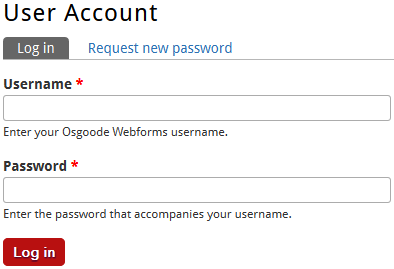 User Account
Log in Request new password
Username *
Enter your Osgoode Webforms username.
Password *
Enter the password that accompanies your username.
Log in